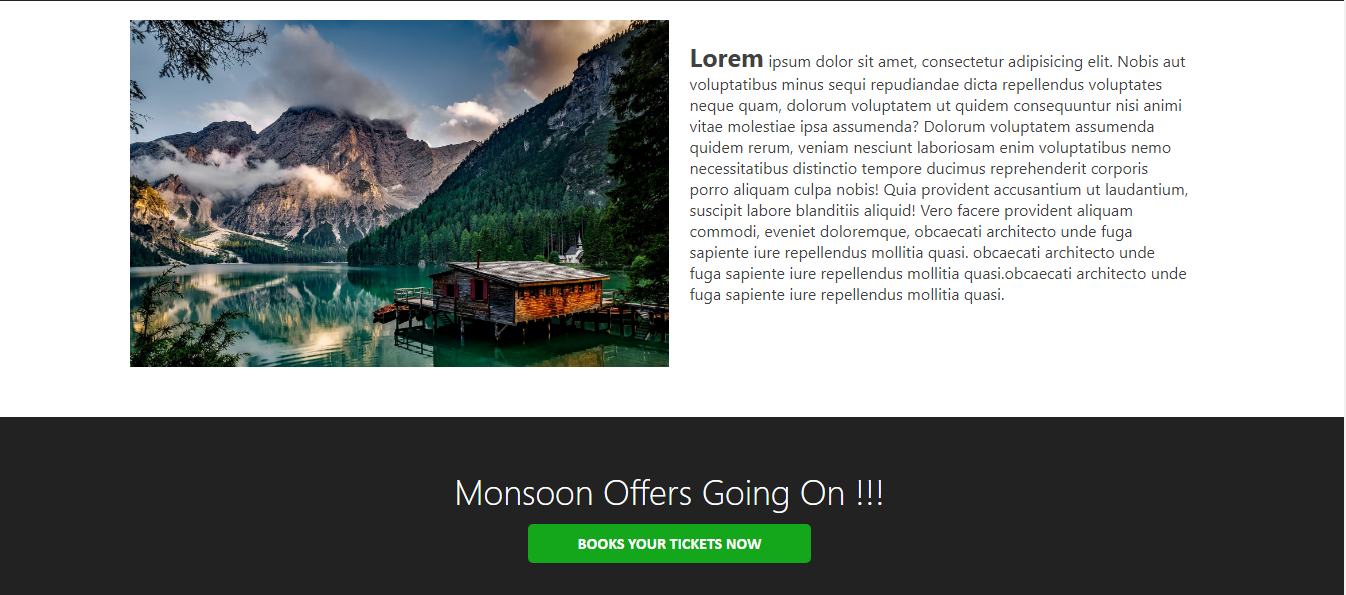 Lorem ipsum dolor sit amet, consectetur adipisicing elit. Nobis aut
voluptatibus minus sequi repudiandae dicta repellendus voluptates
neque quam, dolorum voluptatem ut quidem consequuntur nisi animi
vitae molestiae ipsa assumenda? Dolorum voluptatem assumenda
quidem rerum, veniam nesciunt laboriosam enim voluptatibus nemo
necessitatibus distinctio tempore ducimus reprehenderit corporis
porro aliquam culpa nobis! Quia provident accusantium ut laudantium,
suscipit labore blanditiis aliquid! Vero facere provident aliquam
commodi, eveniet doloremque, obcaecati architecto unde fuga
sapiente iure repellendus mollitia quasi. obcaecati architecto unde
fuga sapiente iure repellendus mollitia quasi.obcaecati architecto unde
fuga sapiente iure repellendus mollitia quasi.
Monsoon Offers Going On !!!
BOOKS YOUR TICKETS NOW